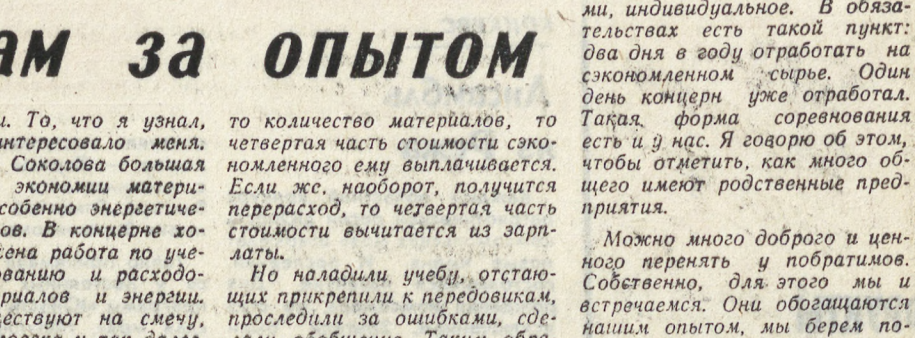 ам за опытом
и. То, что я узнал,
интересовало меня.
Соколова большая
экономии матери-
собенно энергетиче-
ов. В концерне хо-
ена работа по уче-
ванию и расходо-
риалов и энергии.
ествуют на смечу,
то количество материалов, то
четвертая часть стоимости сэко-
номленного ему выплачивается.
Если же, наоборот, получится
перерасход, то четвертая часть
стоимости вычитается из зарп-
латы.
Но наладили учебу, отстаю-
щих прикрепили к передовикам,
проследили за ошибками, сде-
ми, индивидуальное. В обяза-
тельствах есть такой пункт:
два дня в году отработать на
сэкономленном сырье. Один
день концерн уже отработал.
Такая форма соревнования
есть и у нас. Я говорю об этом,
чтобы отметить, как много об-
щего имеют родственные пред-
приятия.
Можно много доброго и цен-
ного перенять у побратимов.
Собственно, для этого мы и
встречаемся. Они обогащаются
нашим опытом, мы берем по-